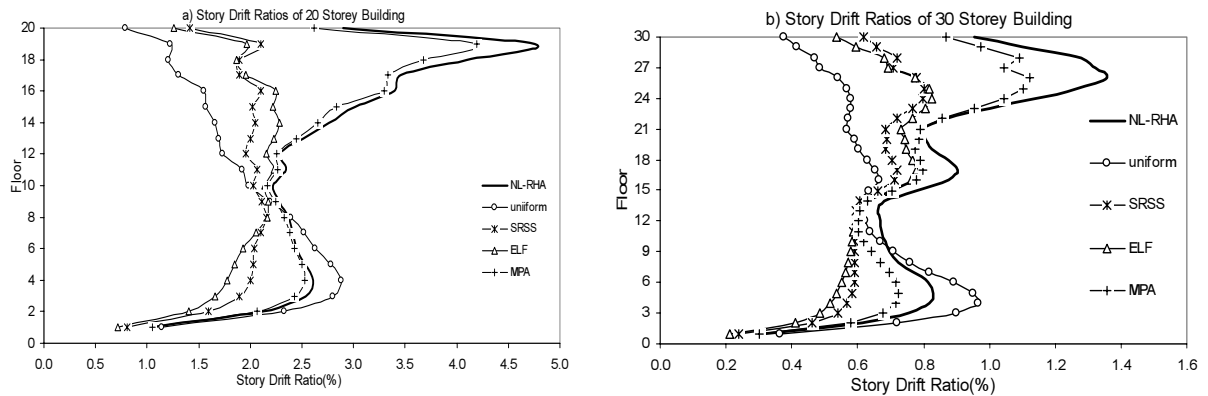 a) Story Drift Ratios of 20 Storey Building
20
18
16
14
12
10
8
6
4
2
0
Floor
0.0 0.5 1.0 1.5 2.0 2.5 3.0 3.5 4.0 4.5 5.0
Story Drift Ratio(%)
NL-RHA
uniform
SRSS
ELF
MPA
b) Story Drift Ratios of 30 Storey Building
30
27
24
21
18
15
12
9
6
3
0
Floor
0.0 0.2 0.4 0.6 0.8 1.0 1.2 1.4 1.6
Story Drift Ratio(%)
NL-RHA
uniform
SRSS
ELF
MPA